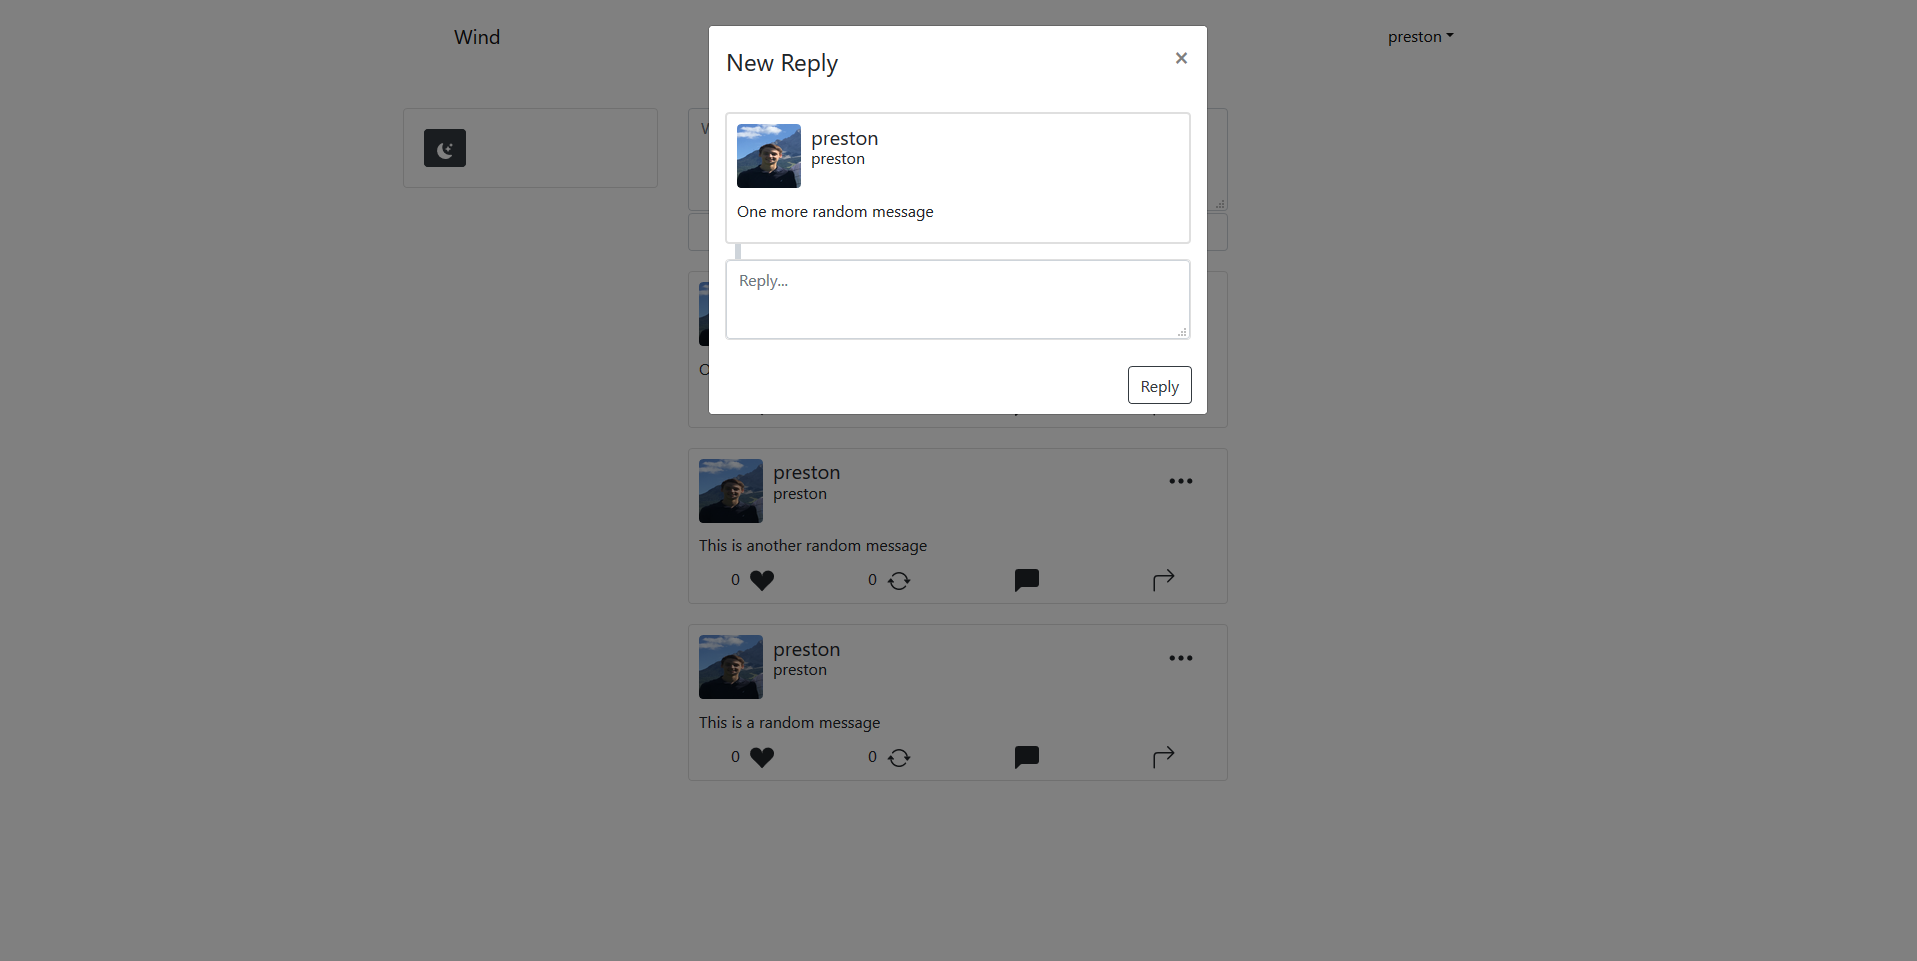 Wind
preston
New Reply
×
preston
preston
One more random message
Reply...
Reply
preston
preston
This is another random message
0
0
preston
preston
This is a random message
0
0